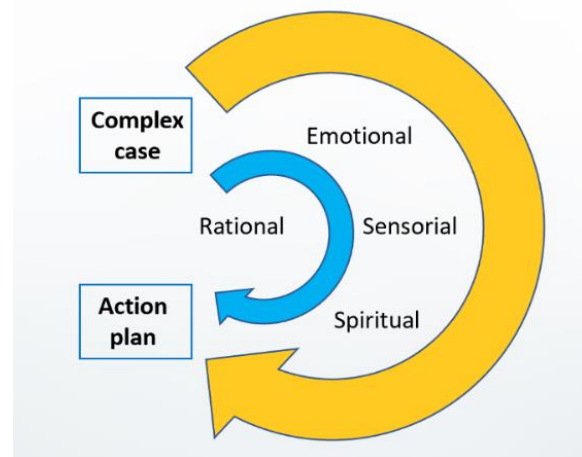 Complex
case
Emotional
Rational
Sensorial
Action
plan
Spiritual